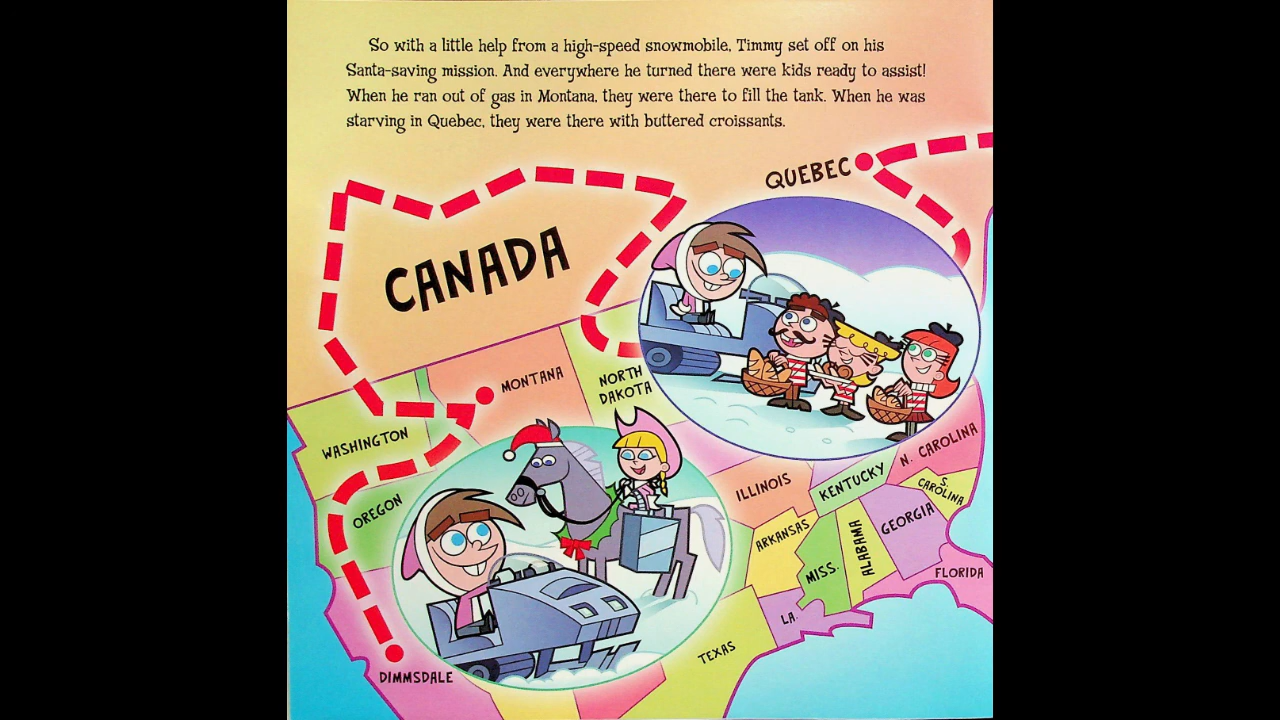 So with a little help from a high-speed snowmobile, Timmy set off on his
Santa-saving mission. And everywhere he turned there were kids ready to assist!
When he ran out of gas in Montana, they were there to fill the tank. When he was
starving in Quebec, they were there with buttered croissants.
QUEBEC
CANADA
MONTANA
NORTH
DAKOTA
WASHINGTON
OREGON
DIMMSDALE
ILLINOIS
KENTUCKY
N. CAROLINA
S.
CAROLINA
ARKANSAS
MISS.
ALABAMA
GEORGIA
FLORIDA
LA.
TEXAS